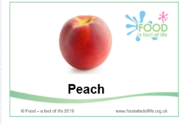 FOOD
a fact of life
Peach
© Food – a fact of life 2019
www.foodafactoflife.org.uk